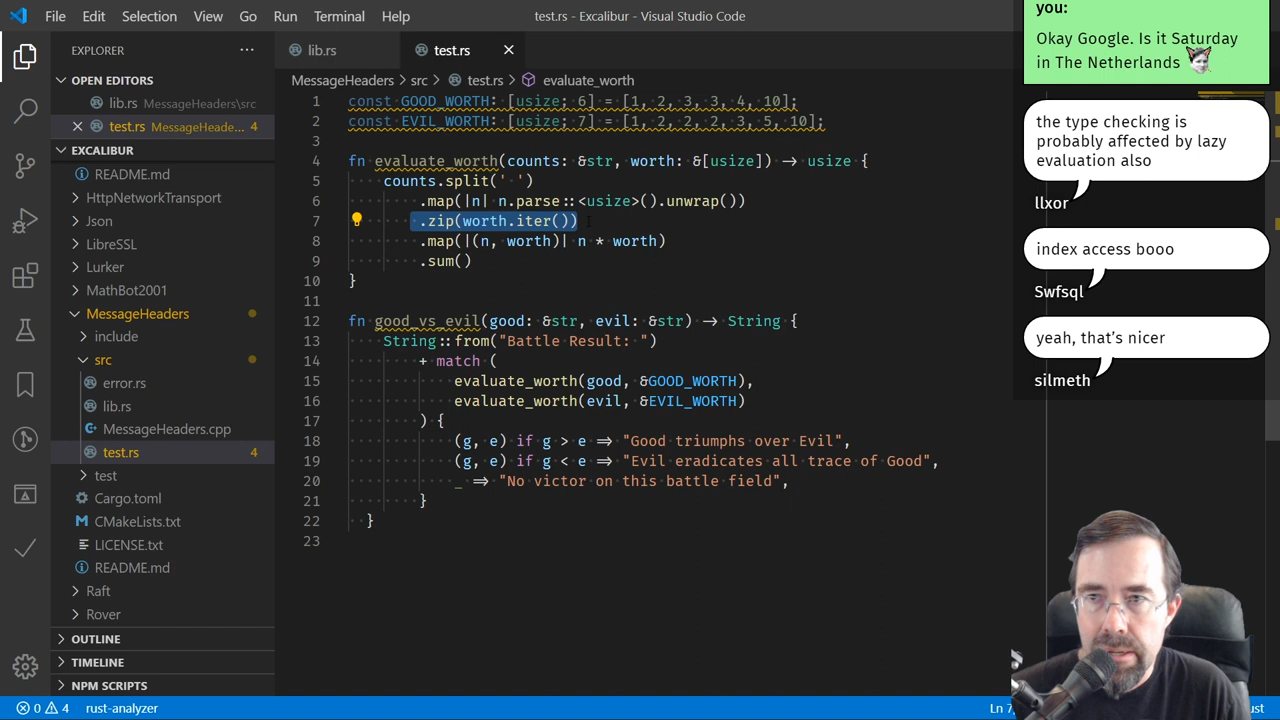 File Edit Selection View Go Run Terminal Help
test.rs - Excalibur - Visual Studio Code
EXPLORER
OPEN EDITORS
lib.rs MessageHeaders\src
test.rs MessageHeade... 4
EXCALIBUR
README.md
HttpNetworkTransport
Json
LibreSSL
Lurker
MathBot2001
MessageHeaders
include
src
error.rs
lib.rs
MessageHeaders.cpp
test.rs 4
test
Cargo.toml
CMakeLists.txt
LICENSE.txt
README.md
Raft
Rover
OUTLINE
TIMELINE
NPM SCRIPTS
lib.rs
test.rs
MessageHeaders > src > test.rs > evaluate_worth
1 const GOOD_WORTH: [usize; 6] = [1, 2, 3, 3, 4, 10];
2 const EVIL_WORTH: [usize; 7] = [1, 2, 2, 2, 3, 5, 10];
3
4 fn evaluate_worth(counts: &str, worth: &[usize]) -> usize {
5 counts.split(' ')
6 .map(|n| n.parse::<usize>().unwrap())
7 .zip(worth.iter())
8 .map(|(n, worth)| n * worth)
9 .sum()
10 }
11
12 fn good_vs_evil(good: &str, evil: &str) -> String {
13 String::from("Battle Result: ")
14 + match (
15 evaluate_worth(good, &GOOD_WORTH),
16 evaluate_worth(evil, &EVIL_WORTH)
17 ) {
18 (g, e) if g > e => "Good triumphs over Evil",
19 (g, e) if g < e => "Evil eradicates all trace of Good",
20 _ => "No victor on this battle field",
21 }
22 }
23
you:
Okay Google. Is it Saturday
in The Netherlands
the type checking is
probably affected by lazy
evaluation also
llxor
index access booo
Swfsql
yeah, that's nicer
silmeth
0 4 rust-analyzer